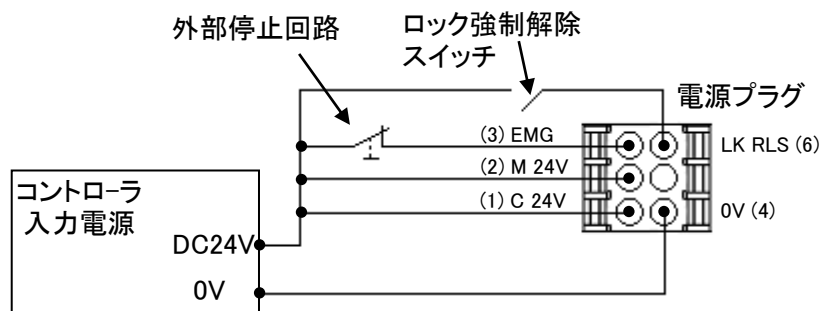 外部停止回路
ロック強制解除
スイッチ
電源プラグ
(3) EMG
LK RLS (6)
(2) M 24V
(1) C 24V
0V (4)
コントローラ
入力電源
DC24V
0V